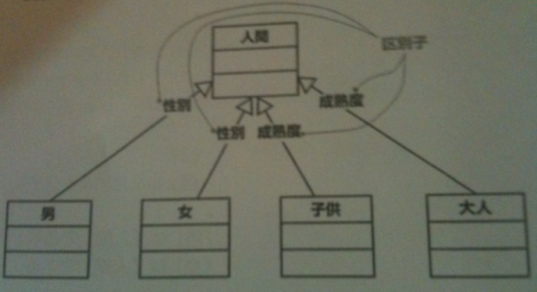 人間
区別子
性別
成熟度
性別
成熟度
男
女
子供
大人